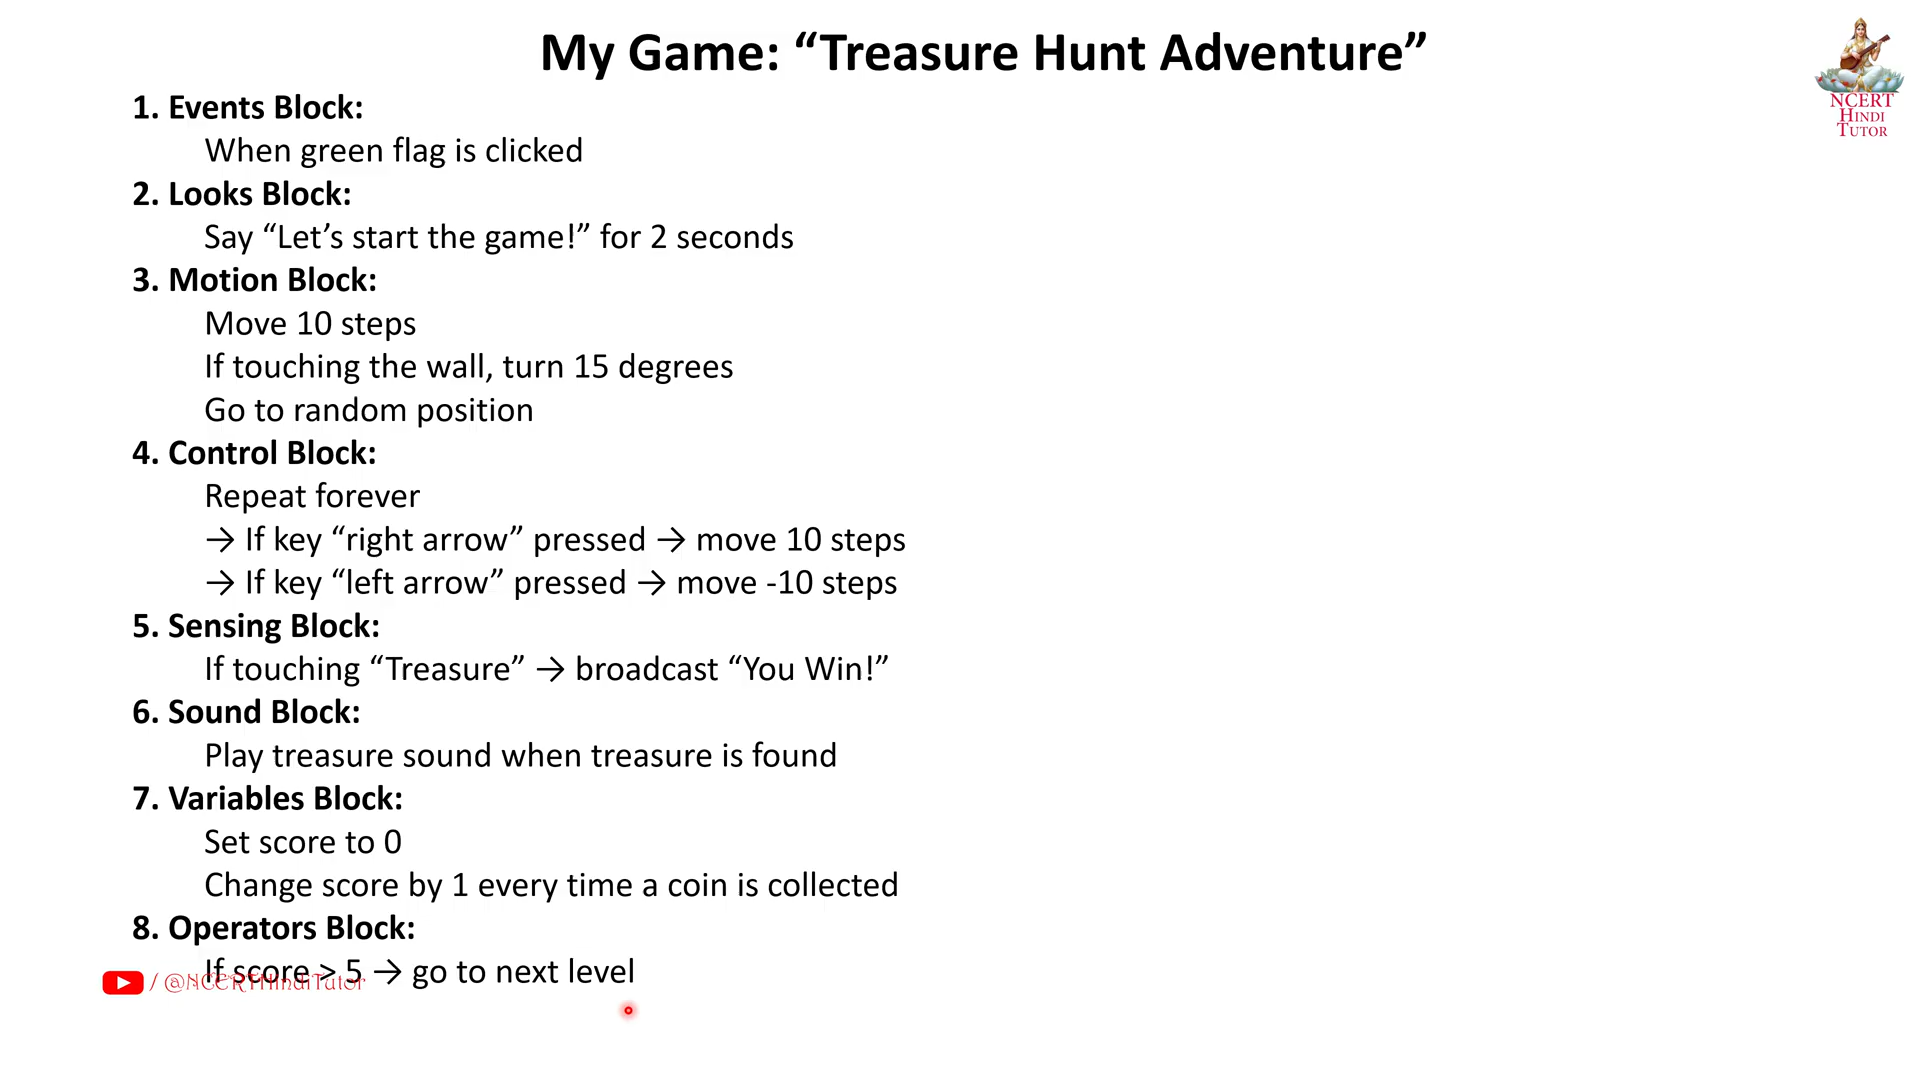 My Game: “Treasure Hunt Adventure”
NCERT
HINDI
TUTOR
1. Events Block:
When green flag is clicked
2. Looks Block:
Say “Let’s start the game!” for 2 seconds
3. Motion Block:
Move 10 steps
If touching the wall, turn 15 degrees
Go to random position
4. Control Block:
Repeat forever
→ If key “right arrow” pressed → move 10 steps
→ If key “left arrow” pressed → move -10 steps
5. Sensing Block:
If touching “Treasure” → broadcast “You Win!”
6. Sound Block:
Play treasure sound when treasure is found
7. Variables Block:
Set score to 0
Change score by 1 every time a coin is collected
8. Operators Block:
If score > 5 → go to next level
/ @NCERTHindiTutor